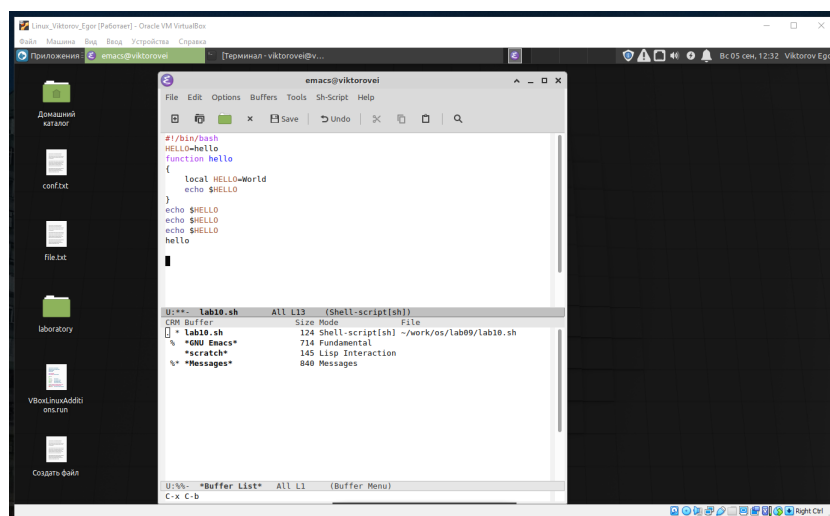 Linux_Viktorov_Egor [Работает] - Oracle VM VirtualBox
Файл Машина Вид Ввод Устройства Справка
Приложения emacs@viktorovei [Терминал - viktorovei@v... Вс 05 сен, 12:32 Viktorov Ego
Домашний
каталог
conf.txt
file.txt
laboratory
VBoxLinuxAdditi
ons.run
Создать файл
emacs@viktorovei
File Edit Options Buffers Tools Sh-Script Help
Save Undo
#!/bin/bash
HELLO=hello
function hello
{
local HELLO=World
echo $HELLO
}
echo $HELLO
echo $HELLO
echo $HELLO
hello
U:**- lab10.sh All L13 (Shell-script[sh])
CRM Buffer Size Mode File
. * lab10.sh 124 Shell-script[sh] ~/work/os/lab09/lab10.sh
% *GNU Emacs* 714 Fundamental
*scratch* 145 Lisp Interaction
%* *Messages* 840 Messages
U:%%- *Buffer List* All L1 (Buffer Menu)
C-x C-b
Right Ctrl